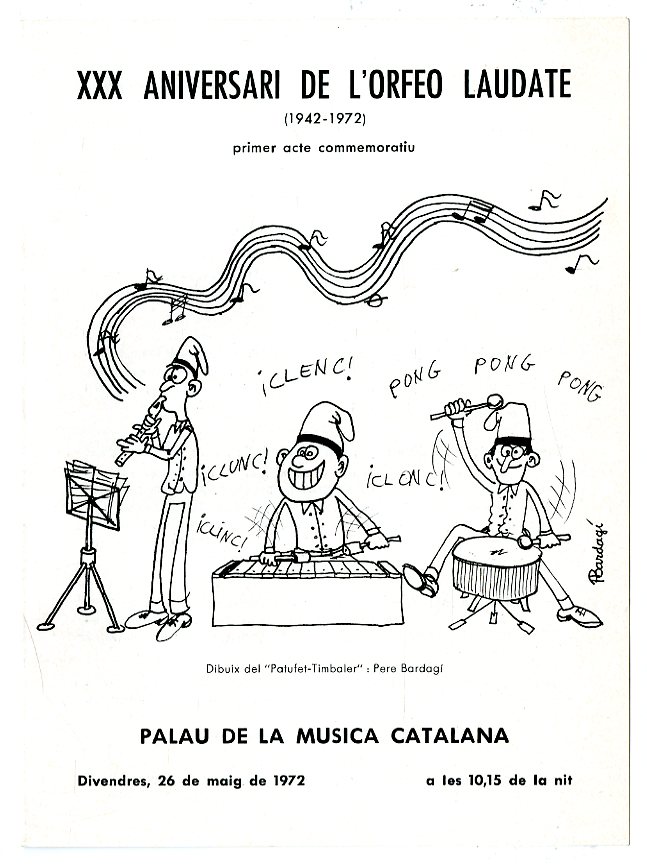 XXX ANIVERSARI DE L'ORFEO LAUDATE
(1942-1972)
primer acte commemoratiu
¡CLENC!
PONG PONG PONG
¡CLUNC!
¡CLONC!
¡CLINC!
PBardagí
Dibuix del "Patufet-Timbaler" : Pere Bardagí
PALAU DE LA MUSICA CATALANA
Divendres, 26 de maig de 1972 a les 10,15 de la nit